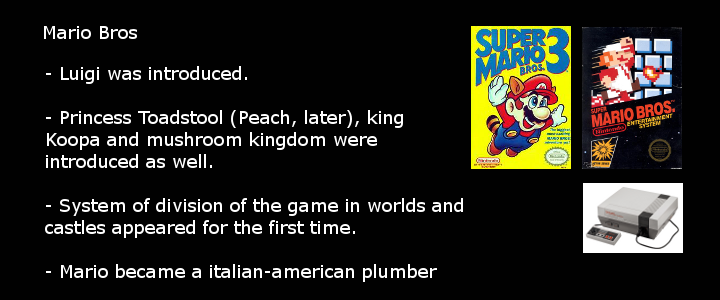 Mario Bros
- Luigi was introduced.
- Princess Toadstool (Peach, later), king
Koopa and mushroom kingdom were
introduced as well.
- System of division of the game in worlds and
castles appeared for the first time.
- Mario became a italian-american plumber
SUPER
MARIO 3
BROS.
Nintendo
SUPER
MARIO BROS.
Nintendo
ENTERTAINMENT
SYSTEM